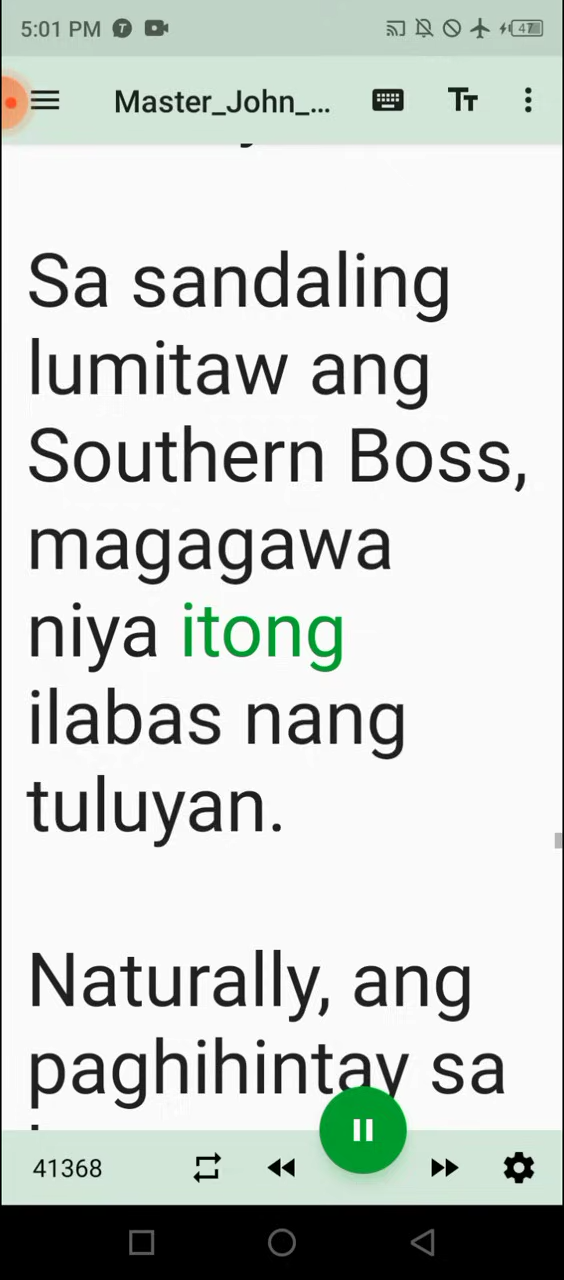 5:01 PM
47
Master_John_...
Sa sandaling
lumitaw ang
Southern Boss,
magagawa
niya itong
ilabas nang
tuluyan.
Naturally, ang
paghihintay sa
41368